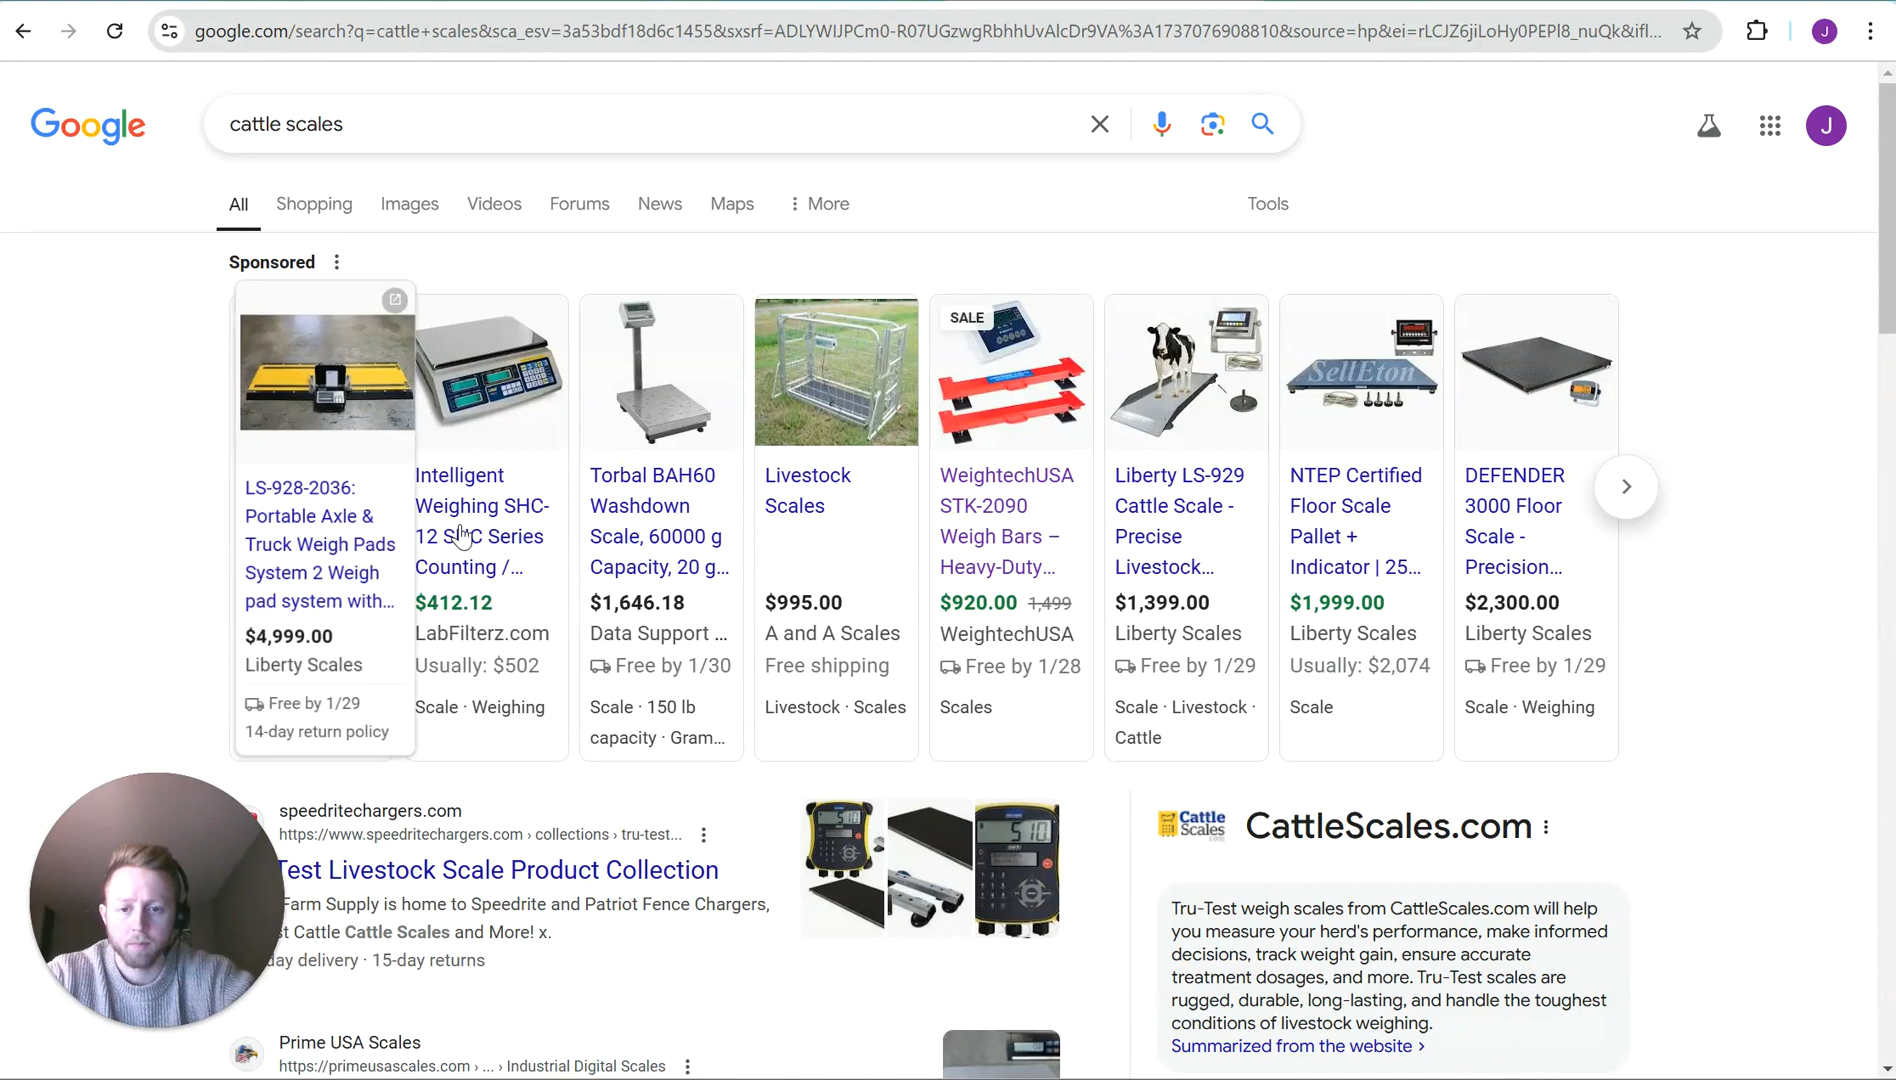 google.com/search?q=cattle+scales&sca_esv=3a53bdf18d6c1455&sxsrf=ADLYWIJPCm0-R07UGzwgRbhhUvAlcDr9VA%3A1737076908810&source=hp&ei=rLCJZ6jiLoHy0PEPl8_nuQk&ifl...
J
Google
cattle scales
J
All
Shopping
Images
Videos
Forums
News
Maps
More
Tools
Sponsored
LS-928-2036:
Portable Axle &
Truck Weigh Pads
System 2 Weigh
pad system with...
$4,999.00
Liberty Scales
Free by 1/29
14-day return policy
Intelligent
Weighing SHC-
12 SHC Series
Counting /...
$412.12
LabFilterz.com
Usually: $502
Scale · Weighing
Torbal BAH60
Washdown
Scale, 60000 g
Capacity, 20 g...
$1,646.18
Data Support ...
Free by 1/30
Scale · 150 lb
capacity · Gram...
Livestock
Scales
$995.00
A and A Scales
Free shipping
Livestock · Scales
SALE
WeightechUSA
STK-2090
Weigh Bars –
Heavy-Duty...
$920.00 1,499
WeightechUSA
Free by 1/28
Scales
Liberty LS-929
Cattle Scale -
Precise
Livestock...
$1,399.00
Liberty Scales
Free by 1/29
Scale · Livestock ·
Cattle
SellEton
NTEP Certified
Floor Scale
Pallet +
Indicator | 25...
$1,999.00
Liberty Scales
Usually: $2,074
Scale
DEFENDER
3000 Floor
Scale -
Precision...
$2,300.00
Liberty Scales
Free by 1/29
Scale · Weighing
speedritechargers.com
https://www.speedritechargers.com › collections › tru-test...
Test Livestock Scale Product Collection
Farm Supply is home to Speedrite and Patriot Fence Chargers,
t Cattle Cattle Scales and More! x.
day delivery · 15-day returns
510
510
Prime USA Scales
https://primeusascales.com › ... › Industrial Digital Scales
Cattle
Scales
.com
CattleScales.com
Tru-Test weigh scales from CattleScales.com will help
you measure your herd's performance, make informed
decisions, track weight gain, ensure accurate
treatment dosages, and more. Tru-Test scales are
rugged, durable, long-lasting, and handle the toughest
conditions of livestock weighing.
Summarized from the website ›